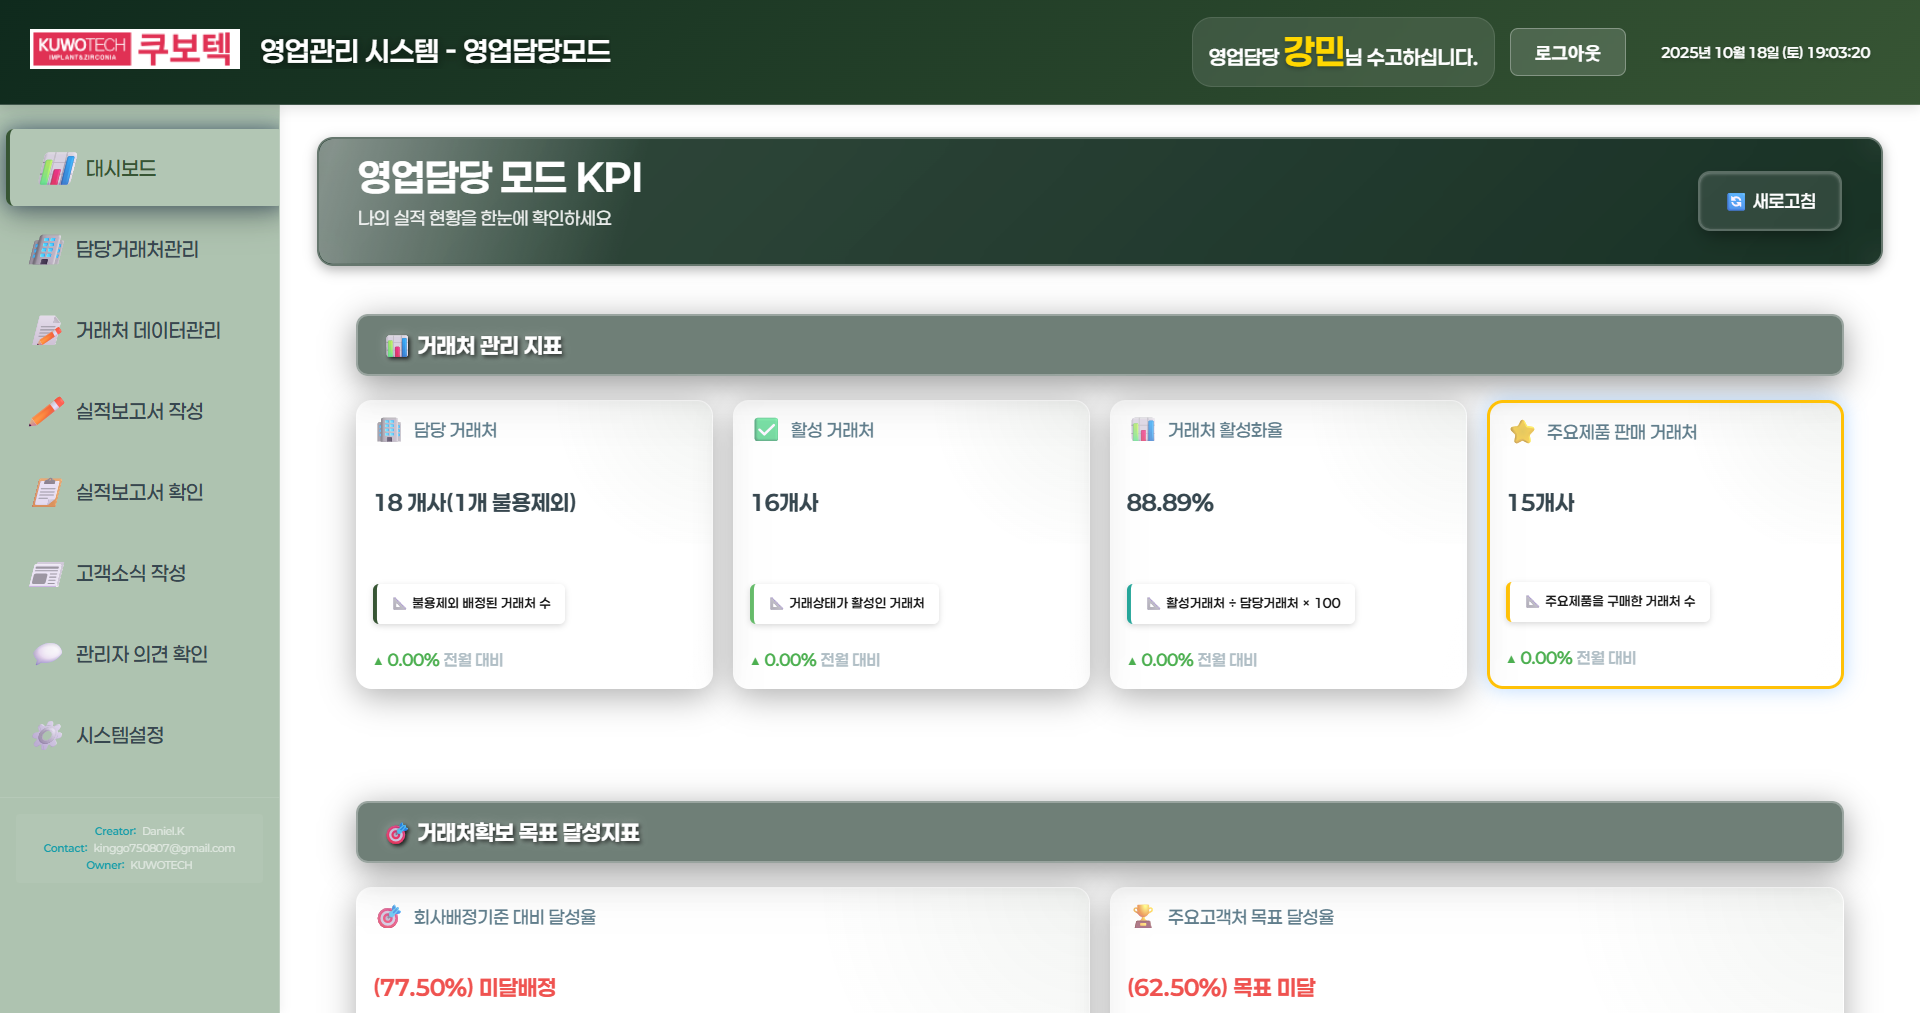 KUWOTECH
IMPLANT&ZIRCONIA
쿠보텍
영업관리 시스템 - 영업담당모드
영업담당 강민님 수고하십니다.
로그아웃
2025년 10월 18일 (토) 19:03:20
대시보드
담당거래처관리
거래처 데이터관리
실적보고서 작성
실적보고서 확인
고객소식 작성
관리자 의견 확인
시스템설정
Creator: Daniel.K
Contact: kinggo750807@gmail.com
Owner: KUWOTECH
영업담당 모드 KPI
나의 실적 현황을 한눈에 확인하세요
새로고침
거래처 관리 지표
담당 거래처
18 개사(1개 불용제외)
불용제외 배정된 거래처 수
▲ 0.00% 전월 대비
활성 거래처
16개사
거래상태가 활성인 거래처
▲ 0.00% 전월 대비
거래처 활성화율
88.89%
활성거래처 ÷ 담당거래처 × 100
▲ 0.00% 전월 대비
주요제품 판매 거래처
15개사
주요제품을 구매한 거래처 수
▲ 0.00% 전월 대비
거래처확보 목표 달성지표
회사배정기준 대비 달성율
(77.50%) 미달배정
주요고객처 목표 달성율
(62.50%) 목표 미달